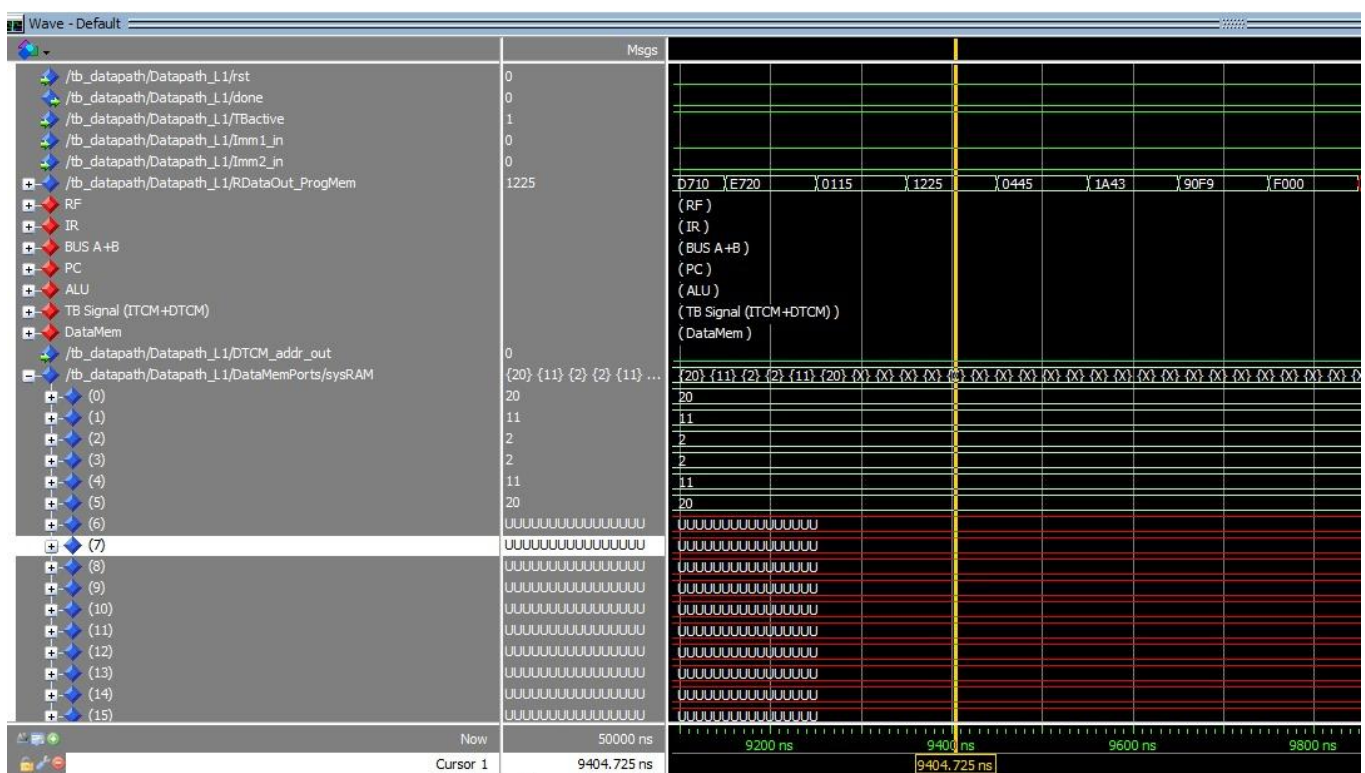 Wave - Default
Msgs
/tb_datapath/Datapath_L1/rst 0
/tb_datapath/Datapath_L1/done 0
/tb_datapath/Datapath_L1/TBactive 1
/tb_datapath/Datapath_L1/Imm1_in 0
/tb_datapath/Datapath_L1/Imm2_in 0
/tb_datapath/Datapath_L1/RDataOut_ProgMem 1225 D710 E720 0115 1225 0445 1A43 90F9 F000
RF (RF)
IR (IR)
BUS A+B (BUS A+B)
PC (PC)
ALU (ALU)
TB Signal (ITCM+DTCM) (TB Signal (ITCM+DTCM))
DataMem (DataMem)
/tb_datapath/Datapath_L1/DTCM_addr_out 0
/tb_datapath/Datapath_L1/DataMemPorts/sysRAM {20} {11} {2} {2} {11} ... {20} {11} {2} {2} {11} {20} {X} {X} {X} {X} {X} {X} {X} {X} {X} {X} {X} {X} {X} {X} {X} {X} {X} {X} {X} {X} {X}
(0) 20 20
(1) 11 11
(2) 2 2
(3) 2 2
(4) 11 11
(5) 20 20
(6) UUUUUUUUUUUUUUUU UUUUUUUUUUUUUUUU
(7) UUUUUUUUUUUUUUUU UUUUUUUUUUUUUUUU
(8) UUUUUUUUUUUUUUUU UUUUUUUUUUUUUUUU
(9) UUUUUUUUUUUUUUUU UUUUUUUUUUUUUUUU
(10) UUUUUUUUUUUUUUUU UUUUUUUUUUUUUUUU
(11) UUUUUUUUUUUUUUUU UUUUUUUUUUUUUUUU
(12) UUUUUUUUUUUUUUUU UUUUUUUUUUUUUUUU
(13) UUUUUUUUUUUUUUUU UUUUUUUUUUUUUUUU
(14) UUUUUUUUUUUUUUUU UUUUUUUUUUUUUUUU
(15) UUUUUUUUUUUUUUUU UUUUUUUUUUUUUUUU
Now 50000 ns 9200 ns 9400 ns 9600 ns 9800 ns
Cursor 1 9404.725 ns 9404.725 ns